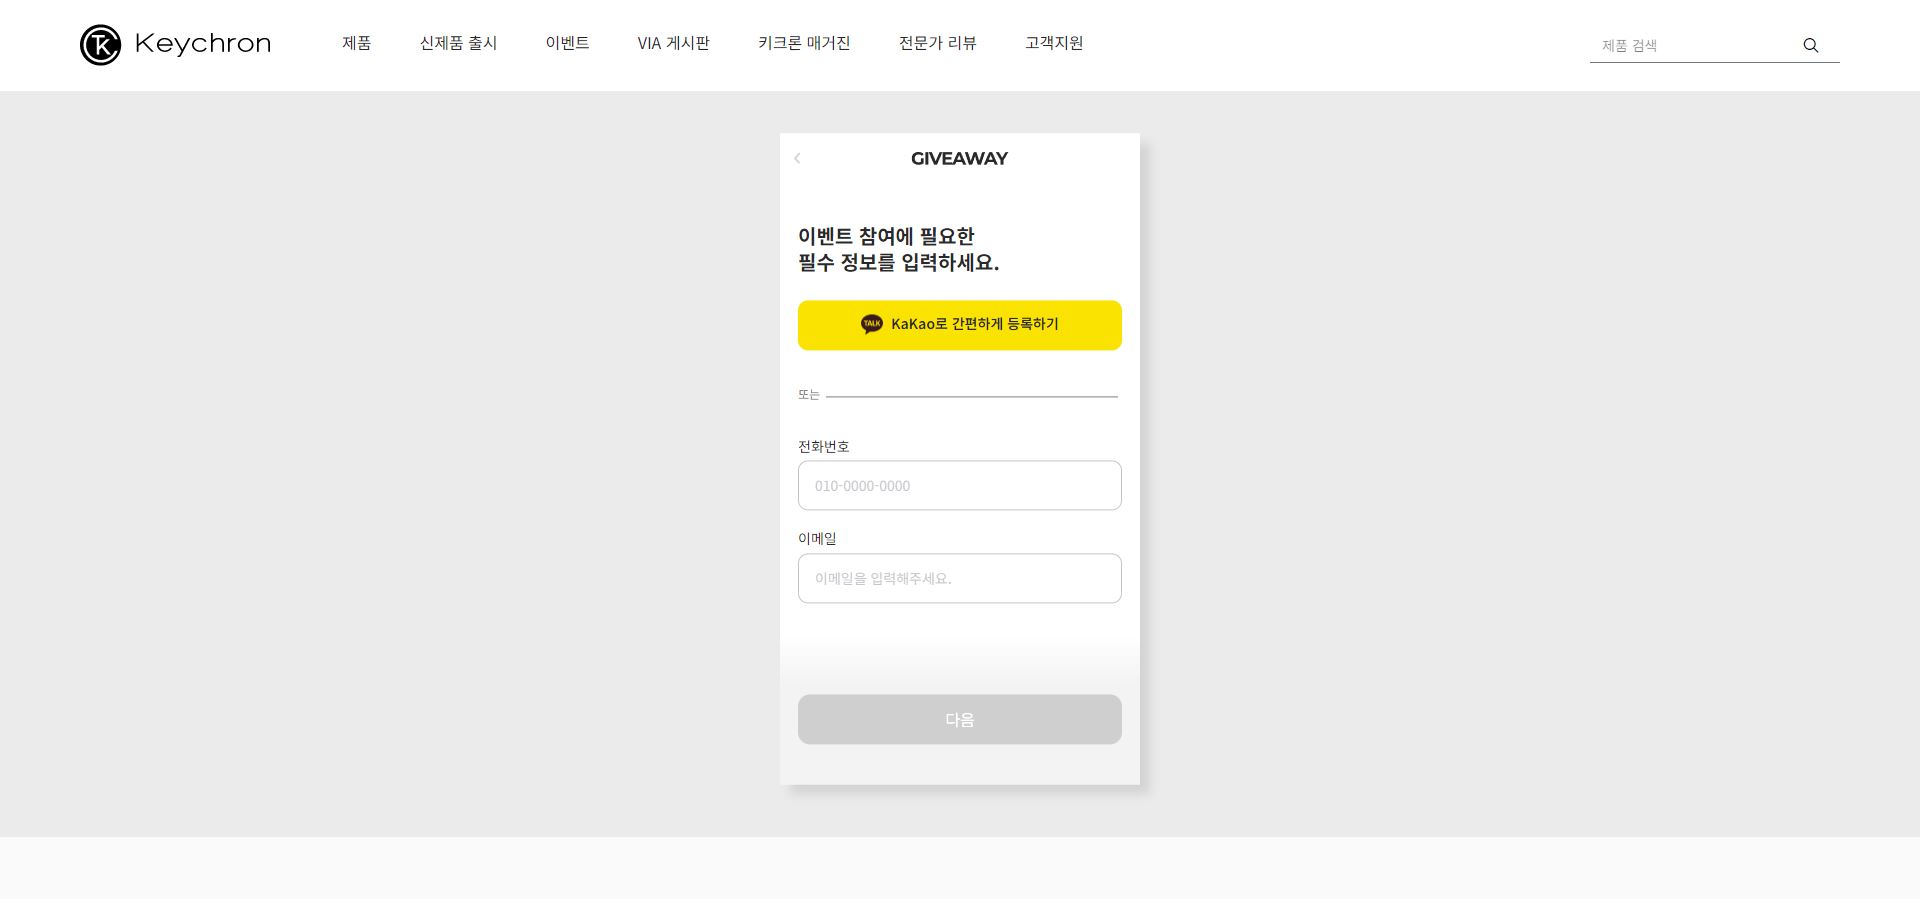 Keychron
제품
신제품 출시
이벤트
VIA 게시판
키크론 매거진
전문가 리뷰
고객지원
제품 검색
GIVEAWAY
이벤트 참여에 필요한
필수 정보를 입력하세요.
TALK KaKao로 간편하게 등록하기
또는
전화번호
010-0000-0000
이메일
이메일을 입력해주세요.
다음